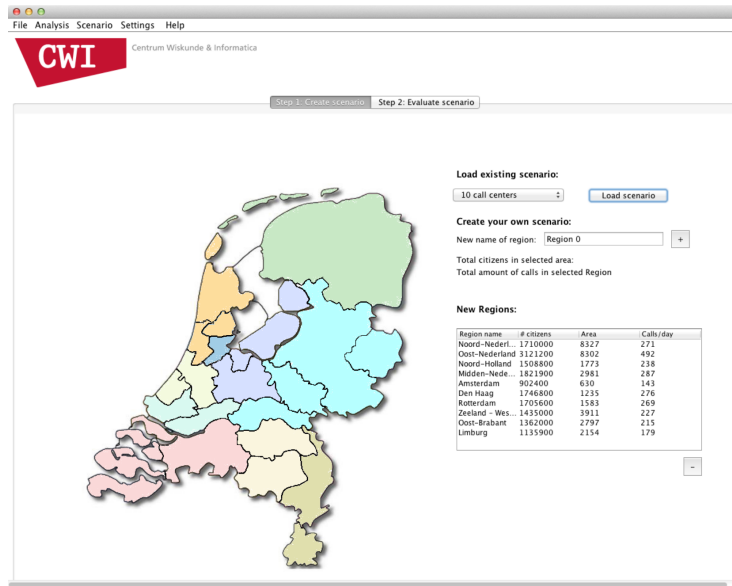 File Analysis Scenario Settings Help
CWI
Centrum Wiskunde & Informatica
Step 1: Create scenario Step 2: Evaluate scenario
Load existing scenario:
10 call centers Load scenario
Create your own scenario:
New name of region: Region 0 +
Total citizens in selected area:
Total amount of calls in selected Region
New Regions:
Region name # citizens Area Calls/day
Noord-Nederl... 1710000 8327 271
Oost-Nederland 3121200 8302 492
Noord-Holland 1508800 1773 238
Midden-Nede... 1821900 2981 287
Amsterdam 902400 630 143
Den Haag 1746800 1235 276
Rotterdam 1705600 1583 269
Zeeland - Wes... 1435000 3911 227
Oost-Brabant 1362000 2797 215
Limburg 1135900 2154 179
-